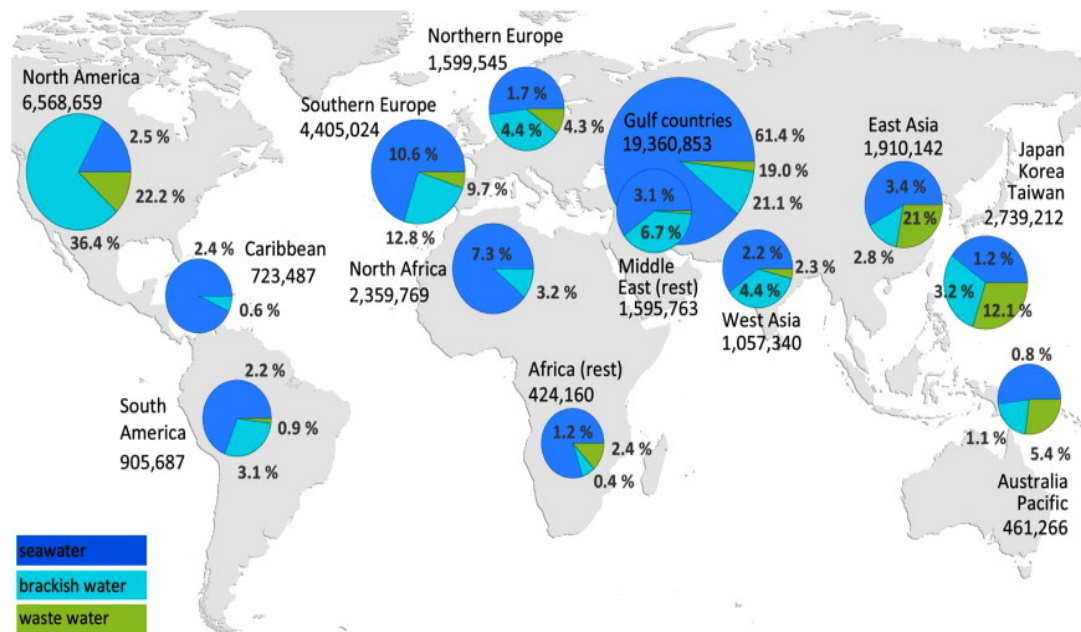 North America
6,568,659
2.5 %
22.2 %
36.4 %
Northern Europe
1,599,545
1.7 %
4.4 %
4.3 %
Southern Europe
4,405,024
10.6 %
9.7 %
12.8 %
Gulf countries
19,360,853
61.4 %
19.0 %
21.1 %
East Asia
1,910,142
3.4 %
21 %
2.8 %
Japan
Korea
Taiwan
2,739,212
1.2 %
3.2 %
12.1 %
2.4 %
Caribbean
723,487
0.6 %
North Africa
2,359,769
7.3 %
3.2 %
3.1 %
6.7 %
Middle
East (rest)
1,595,763
2.2 %
2.3 %
4.4 %
West Asia
1,057,340
South
America
905,687
2.2 %
0.9 %
3.1 %
Africa (rest)
424,160
1.2 %
2.4 %
0.4 %
0.8 %
1.1 %
5.4 %
Australia
Pacific
461,266
seawater
brackish water
waste water